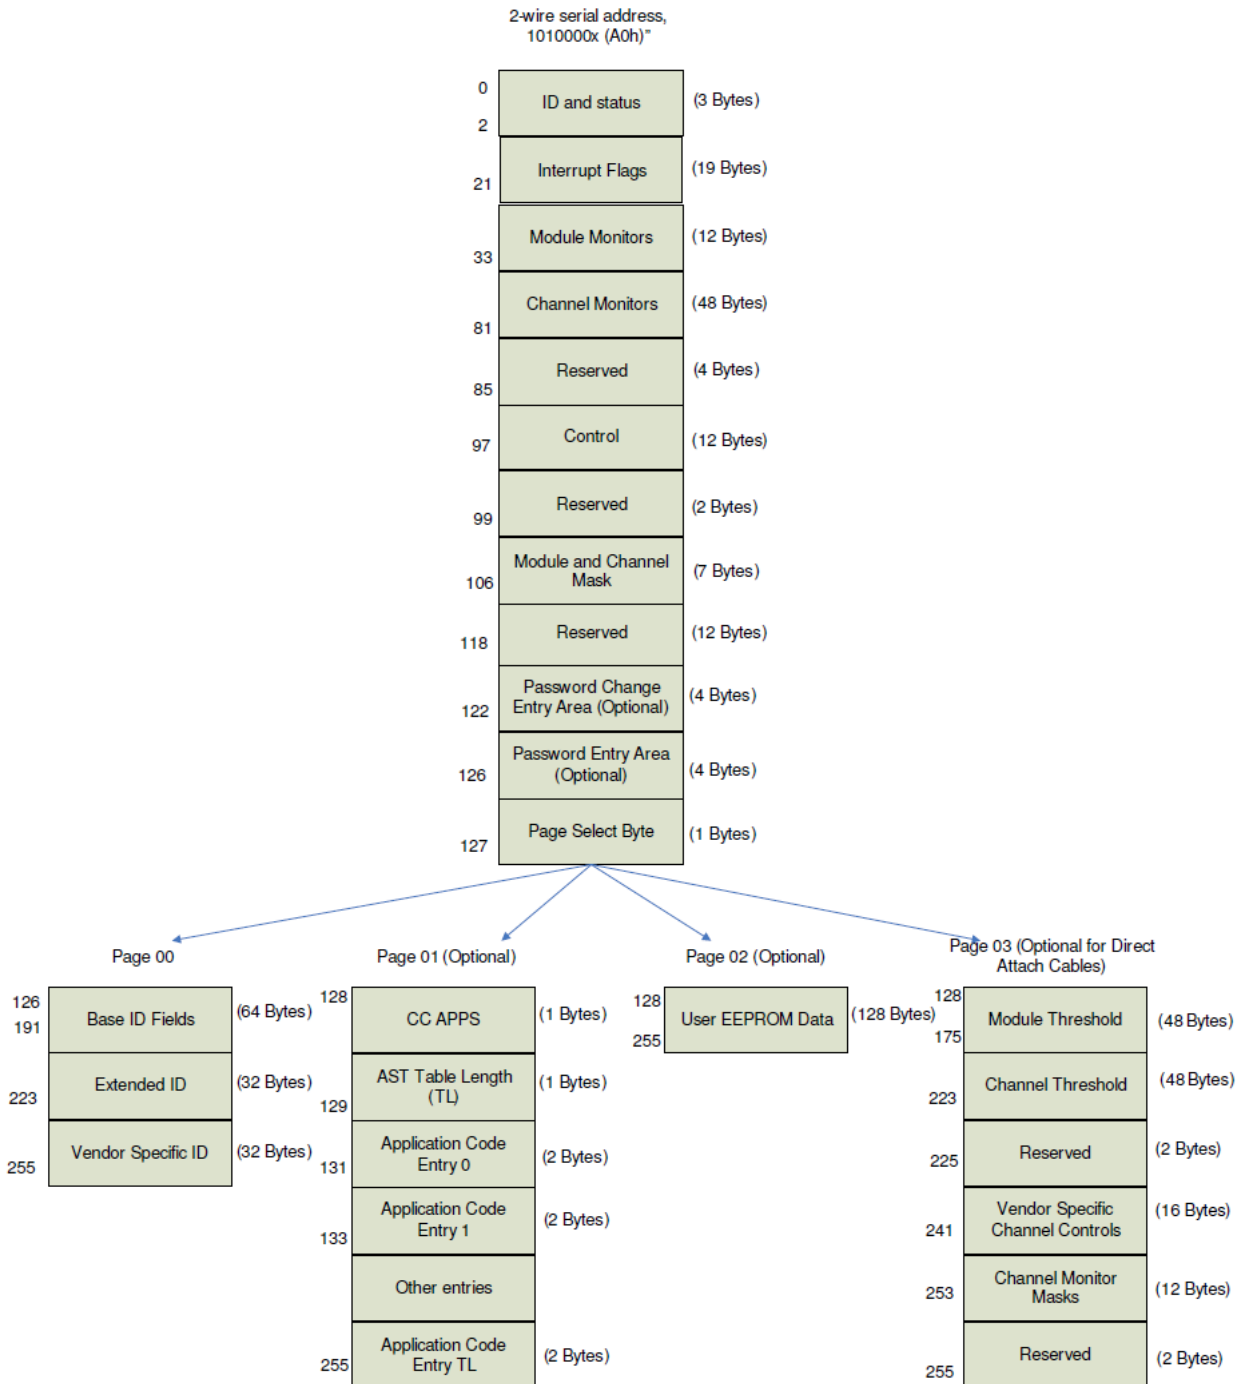 2-wire serial address,
1010000x (A0h)”
0
ID and status
(3 Bytes)
2
Interrupt Flags
(19 Bytes)
21
Module Monitors
(12 Bytes)
33
Channel Monitors
(48 Bytes)
81
Reserved
(4 Bytes)
85
Control
(12 Bytes)
97
Reserved
(2 Bytes)
99
Module and Channel
Mask
(7 Bytes)
106
Reserved
(12 Bytes)
118
Password Change
Entry Area (Optional)
(4 Bytes)
122
Password Entry Area
(Optional)
(4 Bytes)
126
Page Select Byte
(1 Bytes)
127
Page 00
126
191
Base ID Fields
(64 Bytes)
Extended ID
(32 Bytes)
223
Vendor Specific ID
(32 Bytes)
255
Page 01 (Optional)
128
CC APPS
(1 Bytes)
AST Table Length
(TL)
(1 Bytes)
129
Application Code
Entry 0
(2 Bytes)
131
Application Code
Entry 1
(2 Bytes)
133
Other entries
Application Code
Entry TL
(2 Bytes)
255
Page 02 (Optional)
128
User EEPROM Data
(128 Bytes)
255
Page 03 (Optional for Direct
Attach Cables)
128
Module Threshold
(48 Bytes)
175
Channel Threshold
(48 Bytes)
223
Reserved
(2 Bytes)
225
Vendor Specific
Channel Controls
(16 Bytes)
241
Channel Monitor
Masks
(12 Bytes)
253
Reserved
(2 Bytes)
255